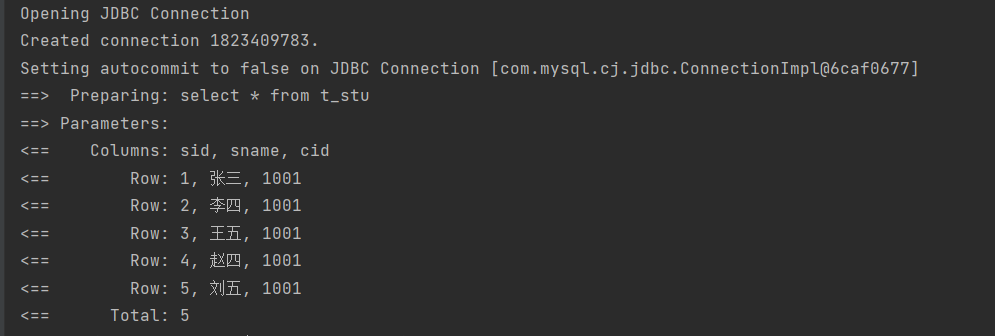 Opening JDBC Connection
Created connection 1823409783.
Setting autocommit to false on JDBC Connection [com.mysql.cj.jdbc.ConnectionImpl@6caf0677]
==>  Preparing: select * from t_stu
==> Parameters:
<==    Columns: sid, sname, cid
<==        Row: 1, 张三, 1001
<==        Row: 2, 李四, 1001
<==        Row: 3, 王五, 1001
<==        Row: 4, 赵四, 1001
<==        Row: 5, 刘五, 1001
<==      Total: 5